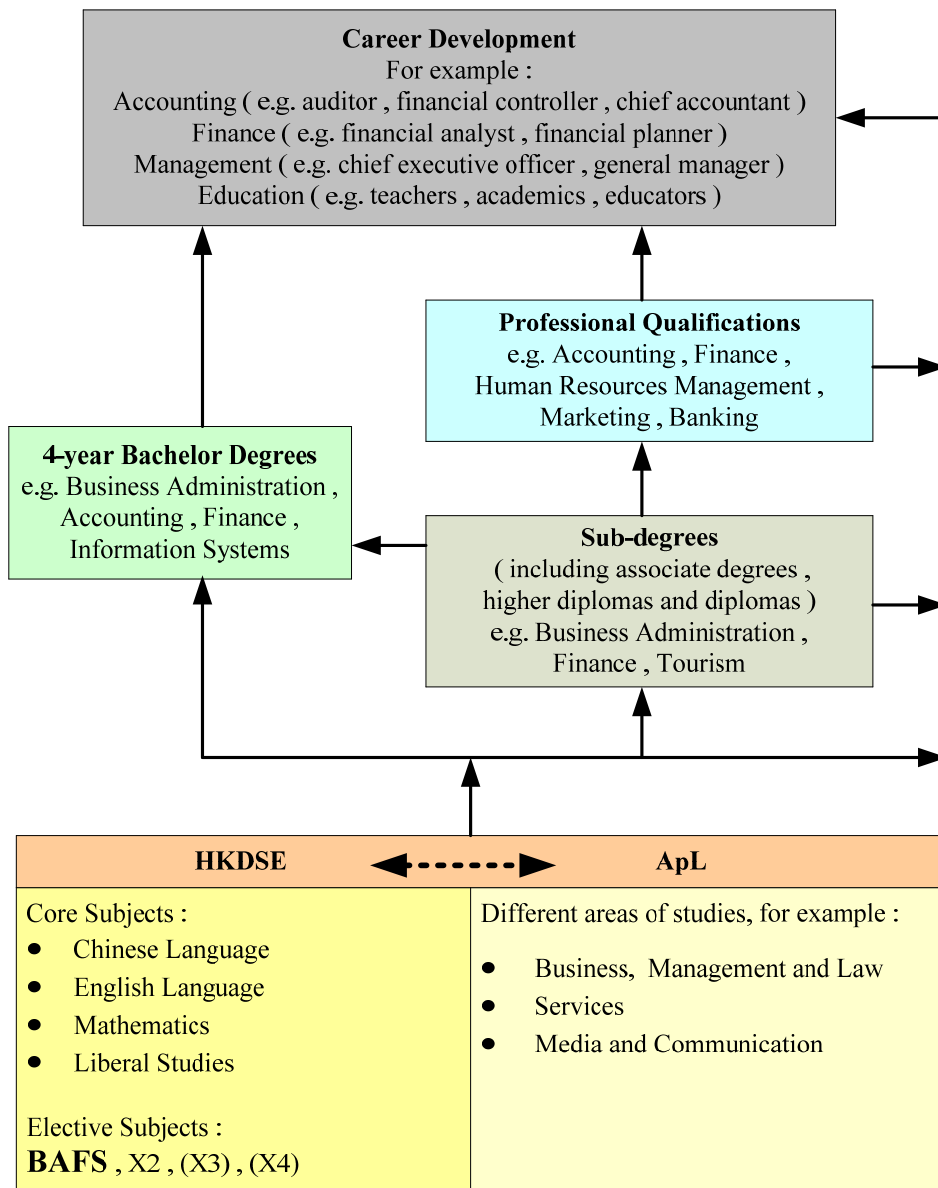 Career Development
For example :
Accounting ( e.g. auditor , financial controller , chief accountant )
Finance ( e.g. financial analyst , financial planner )
Management ( e.g. chief executive officer , general manager )
Education ( e.g. teachers , academics , educators )
Professional Qualifications
e.g. Accounting , Finance ,
Human Resources Management ,
Marketing , Banking
4-year Bachelor Degrees
e.g. Business Administration ,
Accounting , Finance ,
Information Systems
Sub-degrees
( including associate degrees ,
higher diplomas and diplomas )
e.g. Business Administration ,
Finance , Tourism
HKDSE
ApL
Core Subjects :
● Chinese Language
● English Language
● Mathematics
● Liberal Studies
Elective Subjects :
BAFS , X2 , (X3) , (X4)
Different areas of studies, for example :
● Business, Management and Law
● Services
● Media and Communication